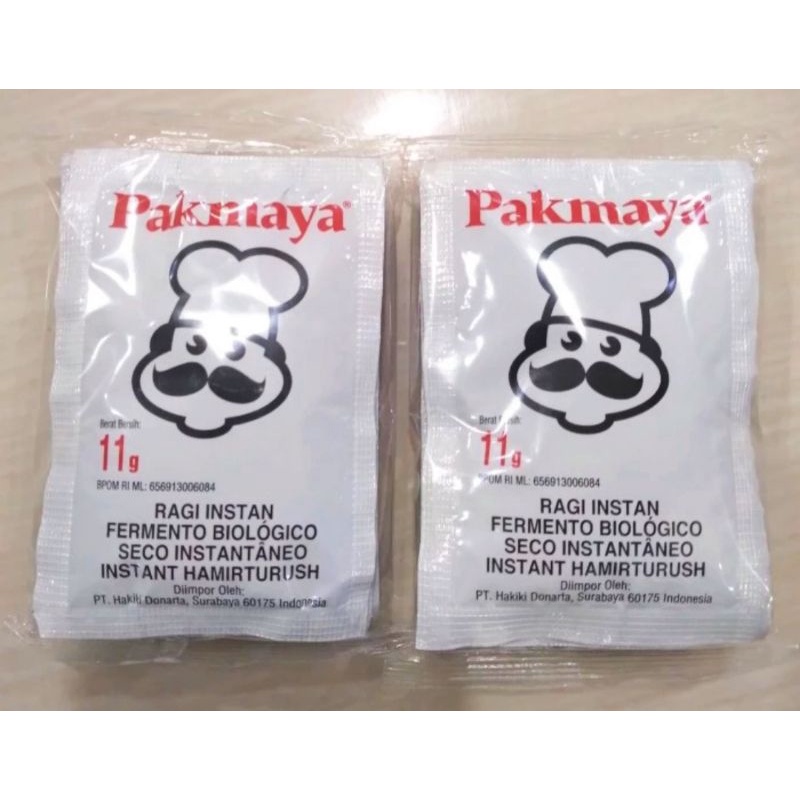 Pakmaya®
Berat Bersih:
11g
BPOM RI ML: 656913006084
RAGI INSTAN
FERMENTO BIOLÓGICO
SECO INSTANTÂNEO
INSTANT HAMIRTURUSH
Diimpor Oleh:
PT. Hakiki Donarta, Surabaya 60175 Indonesia
Pakmaya
Berat Bersih:
11g
BPOM RI ML: 656913006084
RAGI INSTAN
FERMENTO BIOLÓGICO
SECO INSTANTÂNEO
INSTANT HAMIRTURUSH
Diimpor Oleh:
PT. Hakiki Donarta, Surabaya 60175 Indonesia